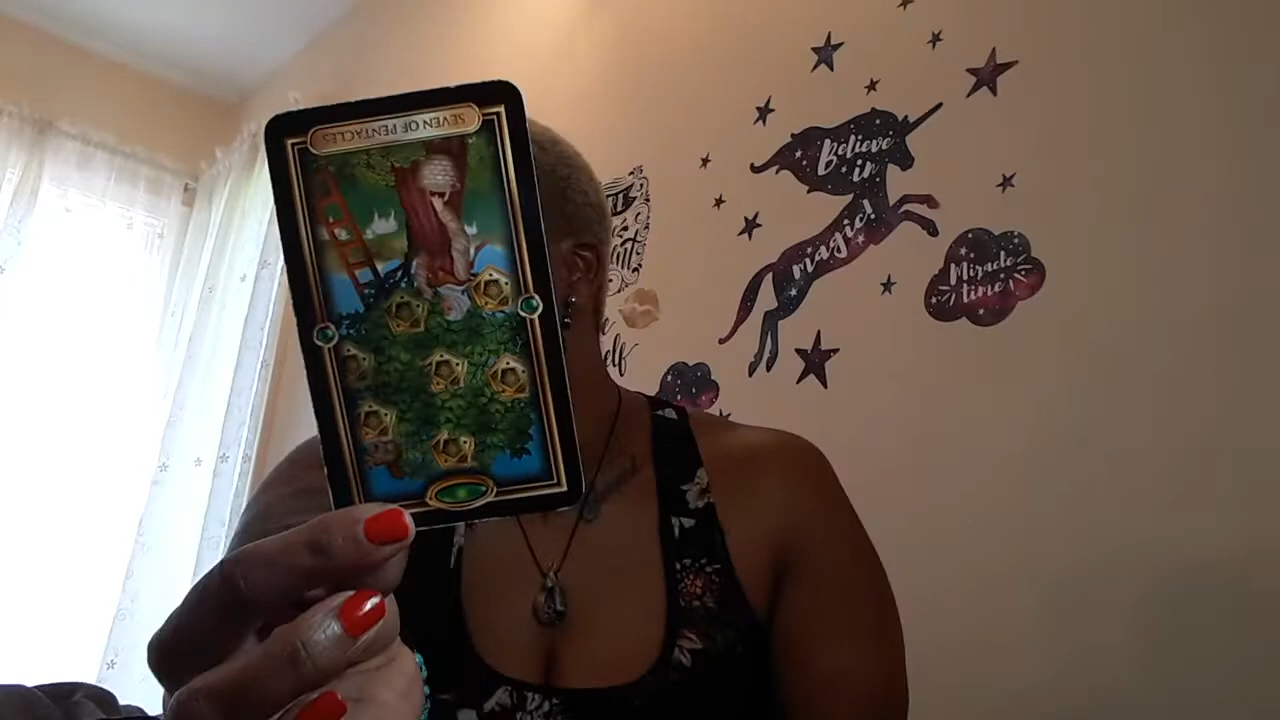 SEVEN OF PENTACLES
Believe
in
magic!
Miracle
time